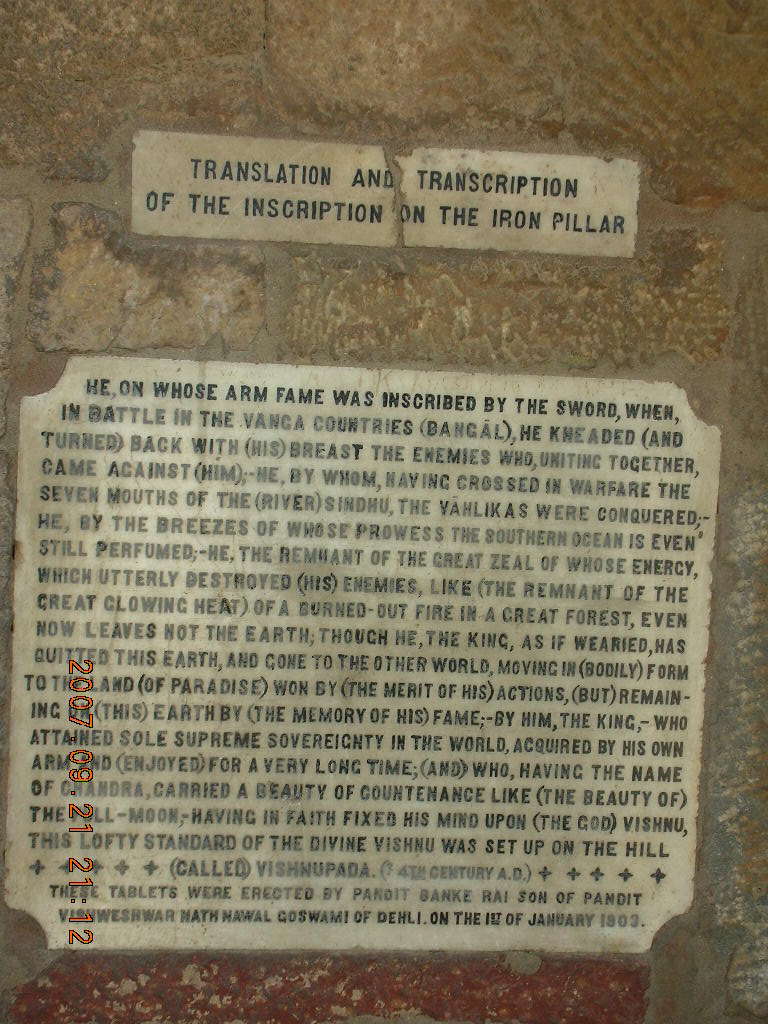 TRANSLATION AND TRANSCRIPTION
OF THE INSCRIPTION ON THE IRON PILLAR
HE, ON WHOSE ARM FAME WAS INSCRIBED BY THE SWORD, WHEN,
IN BATTLE IN THE VANGA COUNTRIES (BANGĀL), HE KNEADED (AND
TURNED) BACK WITH (HIS) BREAST THE ENEMIES WHO, UNITING TOGETHER,
CAME AGAINST (HIM);-HE, BY WHOM, HAVING CROSSED IN WARFARE THE
SEVEN MOUTHS OF THE (RIVER) SINDHU, THE VĀHLIKAS WERE CONQUERED;-
HE, BY THE BREEZES OF WHOSE PROWESS THE SOUTHERN OCEAN IS EVEN
STILL PERFUMED;-HE, THE REMNANT OF THE GREAT ZEAL OF WHOSE ENERGY,
WHICH UTTERLY DESTROYED (HIS) ENEMIES, LIKE (THE REMNANT OF THE
GREAT GLOWING HEAT) OF A BURNED-OUT FIRE IN A GREAT FOREST, EVEN
NOW LEAVES NOT THE EARTH; THOUGH HE, THE KING, AS IF WEARIED, HAS
QUITTED THIS EARTH, AND GONE TO THE OTHER WORLD, MOVING IN (BODILY) FORM
TO THE LAND (OF PARADISE) WON BY (THE MERIT OF HIS) ACTIONS, (BUT) REMAIN-
ING ON (THIS) EARTH BY (THE MEMORY OF HIS) FAME;-BY HIM, THE KING,- WHO
ATTAINED SOLE SUPREME SOVEREIGNTY IN THE WORLD, ACQUIRED BY HIS OWN
ARM AND (ENJOYED) FOR A VERY LONG TIME; (AND) WHO, HAVING THE NAME
OF CHANDRA, CARRIED A BEAUTY OF COUNTENANCE LIKE (THE BEAUTY OF)
THE FULL-MOON,-HAVING IN FAITH FIXED HIS MIND UPON (THE GOD) VISHNU,
THIS LOFTY STANDARD OF THE DIVINE VISHNU WAS SET UP ON THE HILL
(CALLED) VISHNUPADA. (? 4TH CENTURY A.D.)
THESE TABLETS WERE ERECTED BY PANDIT BANKE RAI SON OF PANDIT
VISHWESHWAR NATH NAWAL GOSWAMI OF DEHLI. ON THE 1ST OF JANUARY 1903.
2007.09.21 21:12